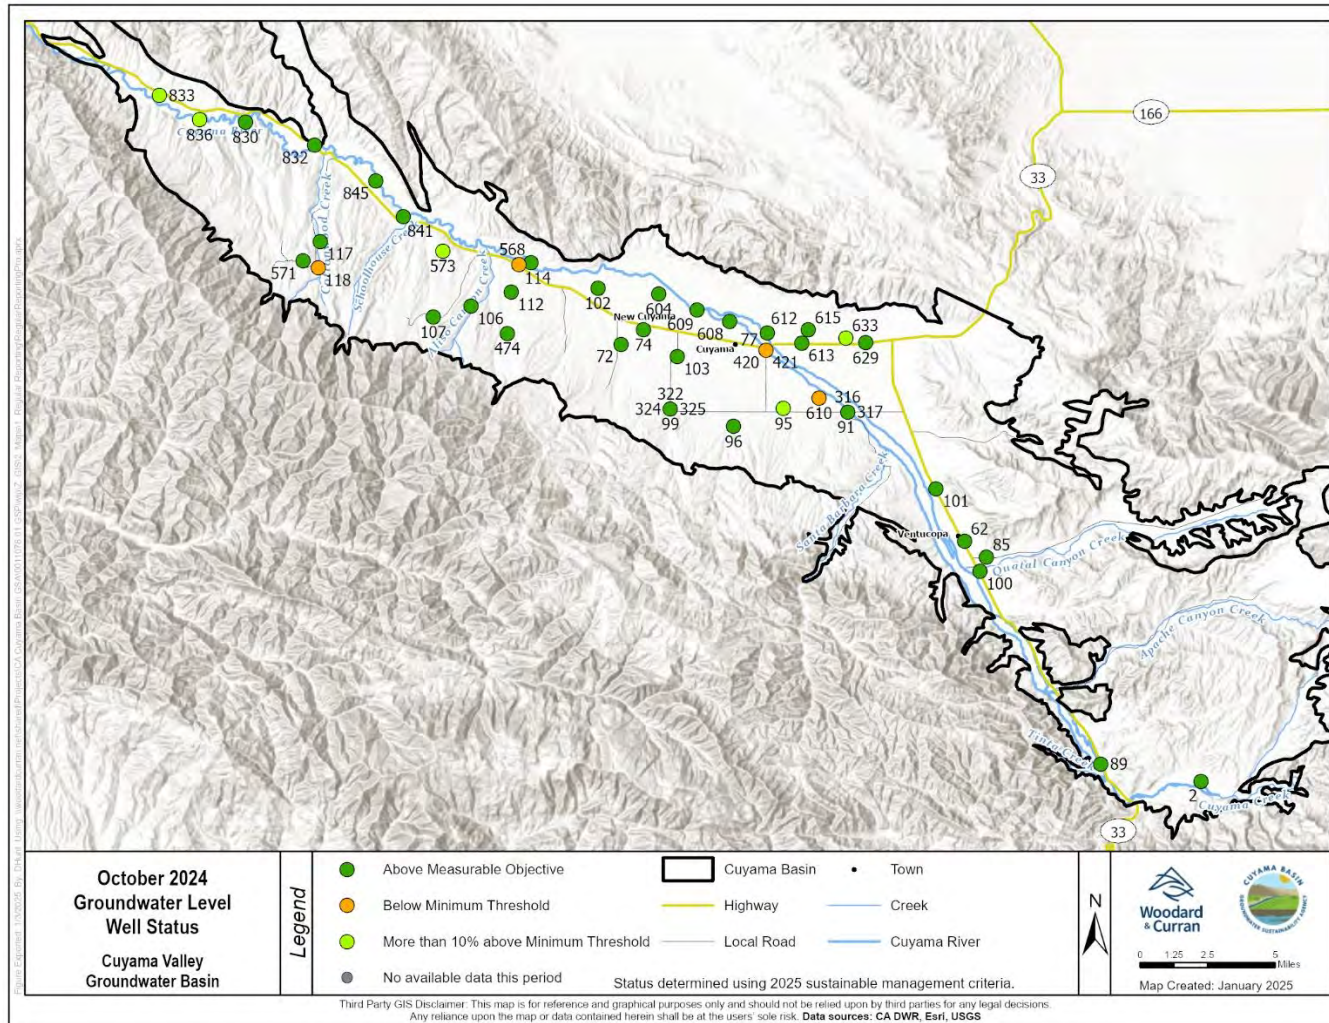 166
33
833
836
830
Cuyama River
832
845
841
117
571
118
Schoolhouse Creek
573
568
114
112
107
106
474
102
604
New Cuyama
609
608
612
615
77
633
Cuyama
72
74
103
420
421
613
629
322
324
325
99
96
95
316
610
317
91
Santa Barbara Creek
101
Ventucopa
62
85
Quatal Canyon Creek
100
Apache Canyon Creek
Tinta Creek
89
2
Cuyama Creek
33
October 2024
Groundwater Level
Well Status
Cuyama Valley
Groundwater Basin
Legend
Above Measurable Objective
Below Minimum Threshold
More than 10% above Minimum Threshold
No available data this period
Cuyama Basin
Highway
Local Road
Town
Creek
Cuyama River
Status determined using 2025 sustainable management criteria.
N
Woodard
& Curran
CUYAMA BASIN
GROUNDWATER SUSTAINABILITY AGENCY
0 1.25 2.5 5
Miles
Map Created: January 2025
Third Party GIS Disclaimer: This map is for reference and graphical purposes only and should not be relied upon by third parties for any legal decisions.
Any reliance upon the map or data contained herein shall be at the users' sole risk. Data sources: CA DWR, Esri, USGS